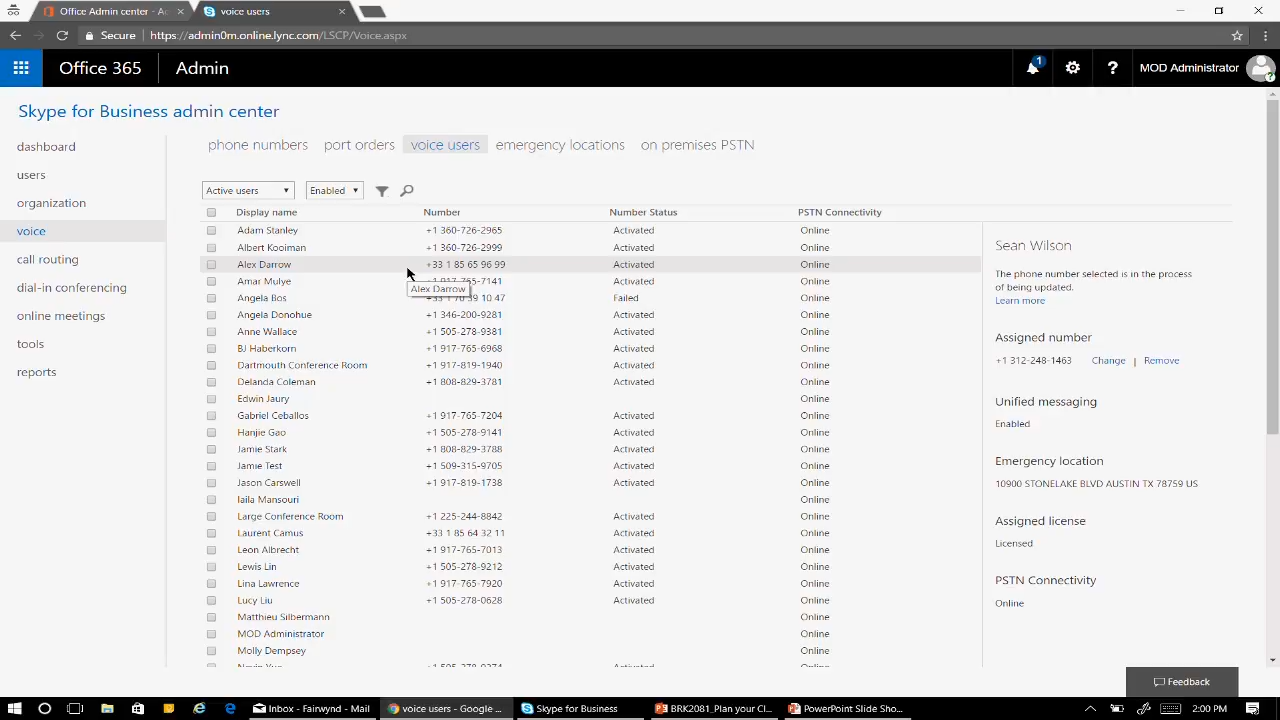 Office Admin center - Ac
voice users
Secure
https://admin0m.online.lync.com/LSCP/Voice.aspx
Office 365
Admin
1
?
MOD Administrator
Skype for Business admin center
dashboard
users
organization
voice
call routing
dial-in conferencing
online meetings
tools
reports
phone numbers
port orders
voice users
emergency locations
on premises PSTN
Active users
Enabled
Display name Number Number Status PSTN Connectivity
Adam Stanley +1 360-726-2965 Activated Online
Albert Kooiman +1 360-726-2999 Activated Online
Alex Darrow +33 1 85 65 96 99 Activated Online
Amar Mulye +1 917-765-7141 Activated Online
Alex Darrow
Angela Bos +33 1 70 39 10 47 Failed Online
Angela Donohue +1 346-200-9281 Activated Online
Anne Wallace +1 505-278-9381 Activated Online
BJ Haberkorn +1 917-765-6968 Activated Online
Dartmouth Conference Room +1 917-819-1940 Activated Online
Delanda Coleman +1 808-829-3781 Activated Online
Edwin Jaury Online
Gabriel Ceballos +1 917-765-7204 Activated Online
Hanjie Gao +1 505-278-9141 Activated Online
Jamie Stark +1 808-829-3788 Activated Online
Jamie Test +1 509-315-9705 Activated Online
Jason Carswell +1 917-819-1738 Activated Online
laila Mansouri Online
Large Conference Room +1 225-244-8842 Activated Online
Laurent Camus +33 1 85 64 32 11 Activated Online
Leon Albrecht +1 917-765-7013 Activated Online
Lewis Lin +1 505-278-9212 Activated Online
Lina Lawrence +1 917-765-7920 Activated Online
Lucy Liu +1 505-278-0628 Activated Online
Matthieu Silbermann Online
MOD Administrator Online
Molly Dempsey Online
Sean Wilson
The phone number selected is in the process
of being updated.
Learn more
Assigned number
+1 312-248-1463 Change | Remove
Unified messaging
Enabled
Emergency location
10900 STONELAKE BLVD AUSTIN TX 78759 US
Assigned license
Licensed
PSTN Connectivity
Online
Feedback
Inbox - Fairwynd - Mail
voice users - Google ...
Skype for Business
BRK2081_Plan your Cl...
PowerPoint Slide Sho...
2:00 PM